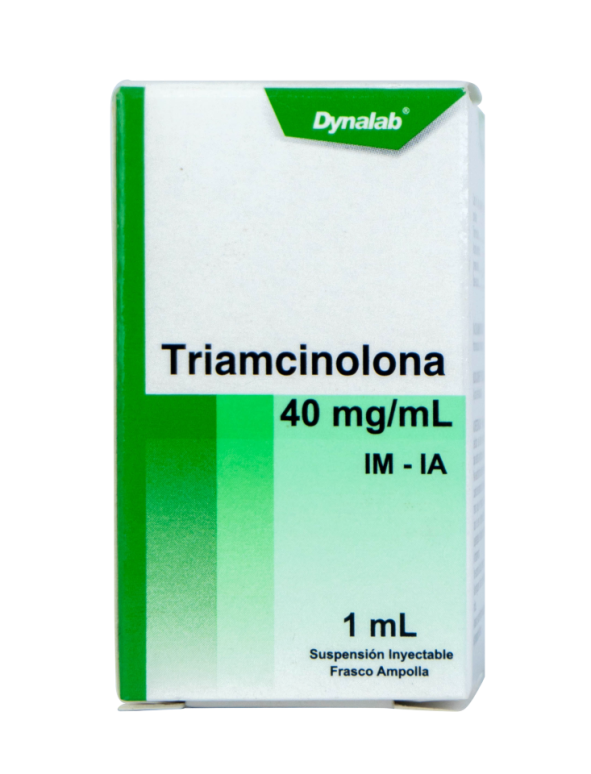 Dynalab®
Triamcinolona
40 mg/mL
IM - IA
1 mL
Suspensión Inyectable
Frasco Ampolla